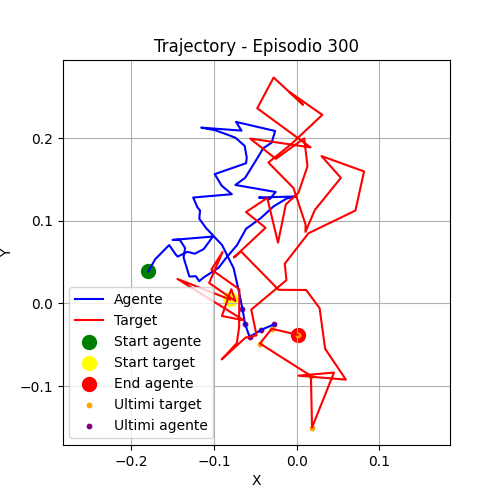 Trajectory - Episodio 300
Y
0.2
0.1
0.0
−0.1
Agente
Target
Start agente
Start target
End agente
Ultimi target
Ultimi agente
−0.2
−0.1
0.0
0.1
X